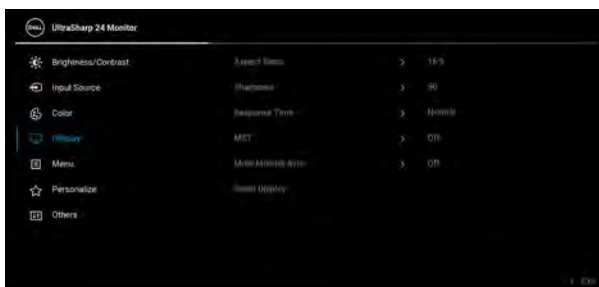 DELL
UltraSharp 24 Monitor
Brightness/Contrast
Aspect Ratio > 16:9
Input Source
Sharpness > 50
Color
Response Time > Normal
Display
MST > Off
Menu
Multi-Monitor Sync > Off
Personalize
Reset Display
Others